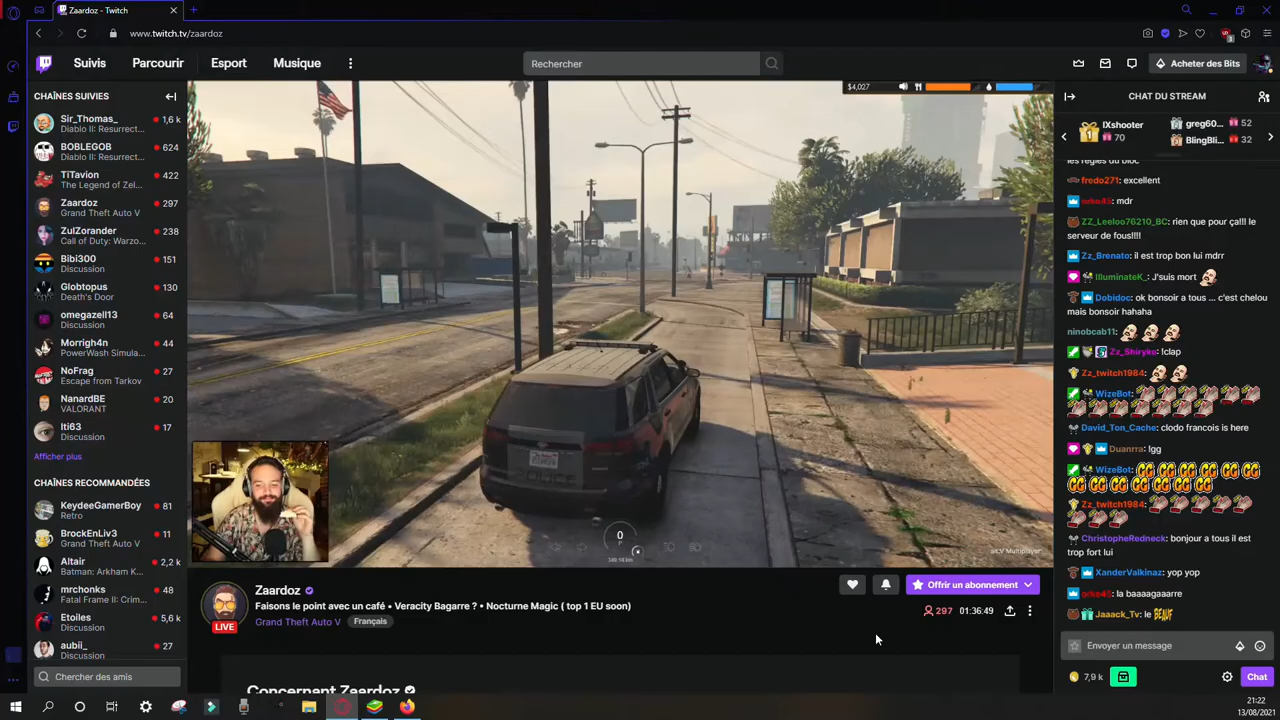 Zaardoz - Twitch
www.twitch.tv/zaardoz
Suivis
Parcourir
Esport
Musique
Rechercher
Acheter des Bits
CHAÎNES SUIVIES
Sir_Thomas_
1,6 k
Diablo II: Resurrect...
BOBLEGOB
624
Diablo II: Resurrect...
TiTavion
422
The Legend of Zel...
Zaardoz
297
Grand Theft Auto V
ZulZorander
238
Call of Duty: Warzo...
Bibi300
151
Discussion
Globtopus
130
Death's Door
omegazell13
64
Discussion
Morrigh4n
44
PowerWash Simula...
NoFrag
27
Escape from Tarkov
NanardBE
20
VALORANT
Iti63
17
Discussion
Afficher plus
CHAÎNES RECOMMANDÉES
KeydeeGamerBoy
81
Retro
BrockEnLiv3
11
Grand Theft Auto V
Altair
2,2 k
Batman: Arkham K...
mrchonks
48
Fatal Frame II: Crim...
Etoiles
5,6 k
Discussion
aubii_
27
Discussion
Chercher des amis
$4,027
0
P
alt:V Multiplayer
Zaardoz
Faisons le point avec un café • Veracity Bagarre ? • Nocturne Magic ( top 1 EU soon)
Grand Theft Auto V
Français
LIVE
Offrir un abonnement
297
01:36:49
Concernant Zaardoz
CHAT DU STREAM
1
IXshooter
70
greg60...
52
BlingBli...
32
les règles du bloc
fredo271: excellent
mdr
ZZ_Leeloo76210_BC: rien que pour ça!!! le
serveur de fous!!!!
Zz_Brenato: il est trop bon lui mdrr
IlluminateK_: J'suis mort
Dobidoc: ok bonsoir a tous ... c'est chelou
mais bonsoir hahaha
ninobcab11:
Zz_Shiryke: !clap
Zz_twitch1984:
WizeBot:
David_Ton_Cache: clodo francois is here
Duanrra: !gg
WizeBot:
Zz_twitch1984:
ChristopheRedneck: bonjour a tous il est
trop fort lui
XanderValkinaz: yop yop
la baaaagaaarre
Jaaack_Tv: le BEAUF
Envoyer un message
7,9 k
Chat
21:22
13/08/2021